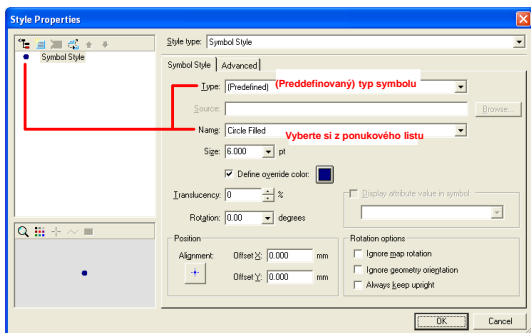 Style Properties
Style type: Symbol Style
Symbol Style
Symbol Style Advanced
Type: (Predefined) (Preddefinovaný) typ symbolu
Source: Browse...
Name: Circle Filled
Vyberte si z ponukového listu
Size: 6.000 pt
Define override color:
Translucency: 0 %
Display attribute value in symbol
Rotation: 0.00 degrees
Position
Rotation options
Alignment: Offset X: 0.000 mm
Ignore map rotation
Ignore geometry orientation
Offset Y: 0.000 mm
Always keep upright
OK Cancel